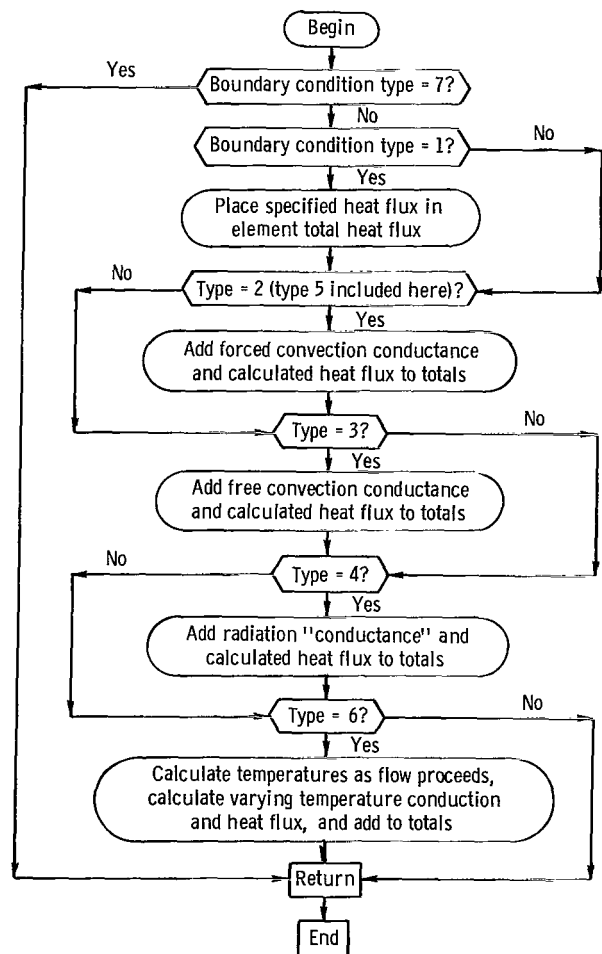 Begin
Yes
Boundary condition type = 7?
No
Boundary condition type = 1?
No
Yes
Place specified heat flux in
element total heat flux
No
Type = 2 (type 5 included here)?
Yes
Add forced convection conductance
and calculated heat flux to totals
Type = 3?
No
Yes
Add free convection conductance
and calculated heat flux to totals
No
Type = 4?
Yes
Add radiation "conductance" and
calculated heat flux to totals
Type = 6?
No
Yes
Calculate temperatures as flow proceeds,
calculate varying temperature conduction
and heat flux, and add to totals
Return
End